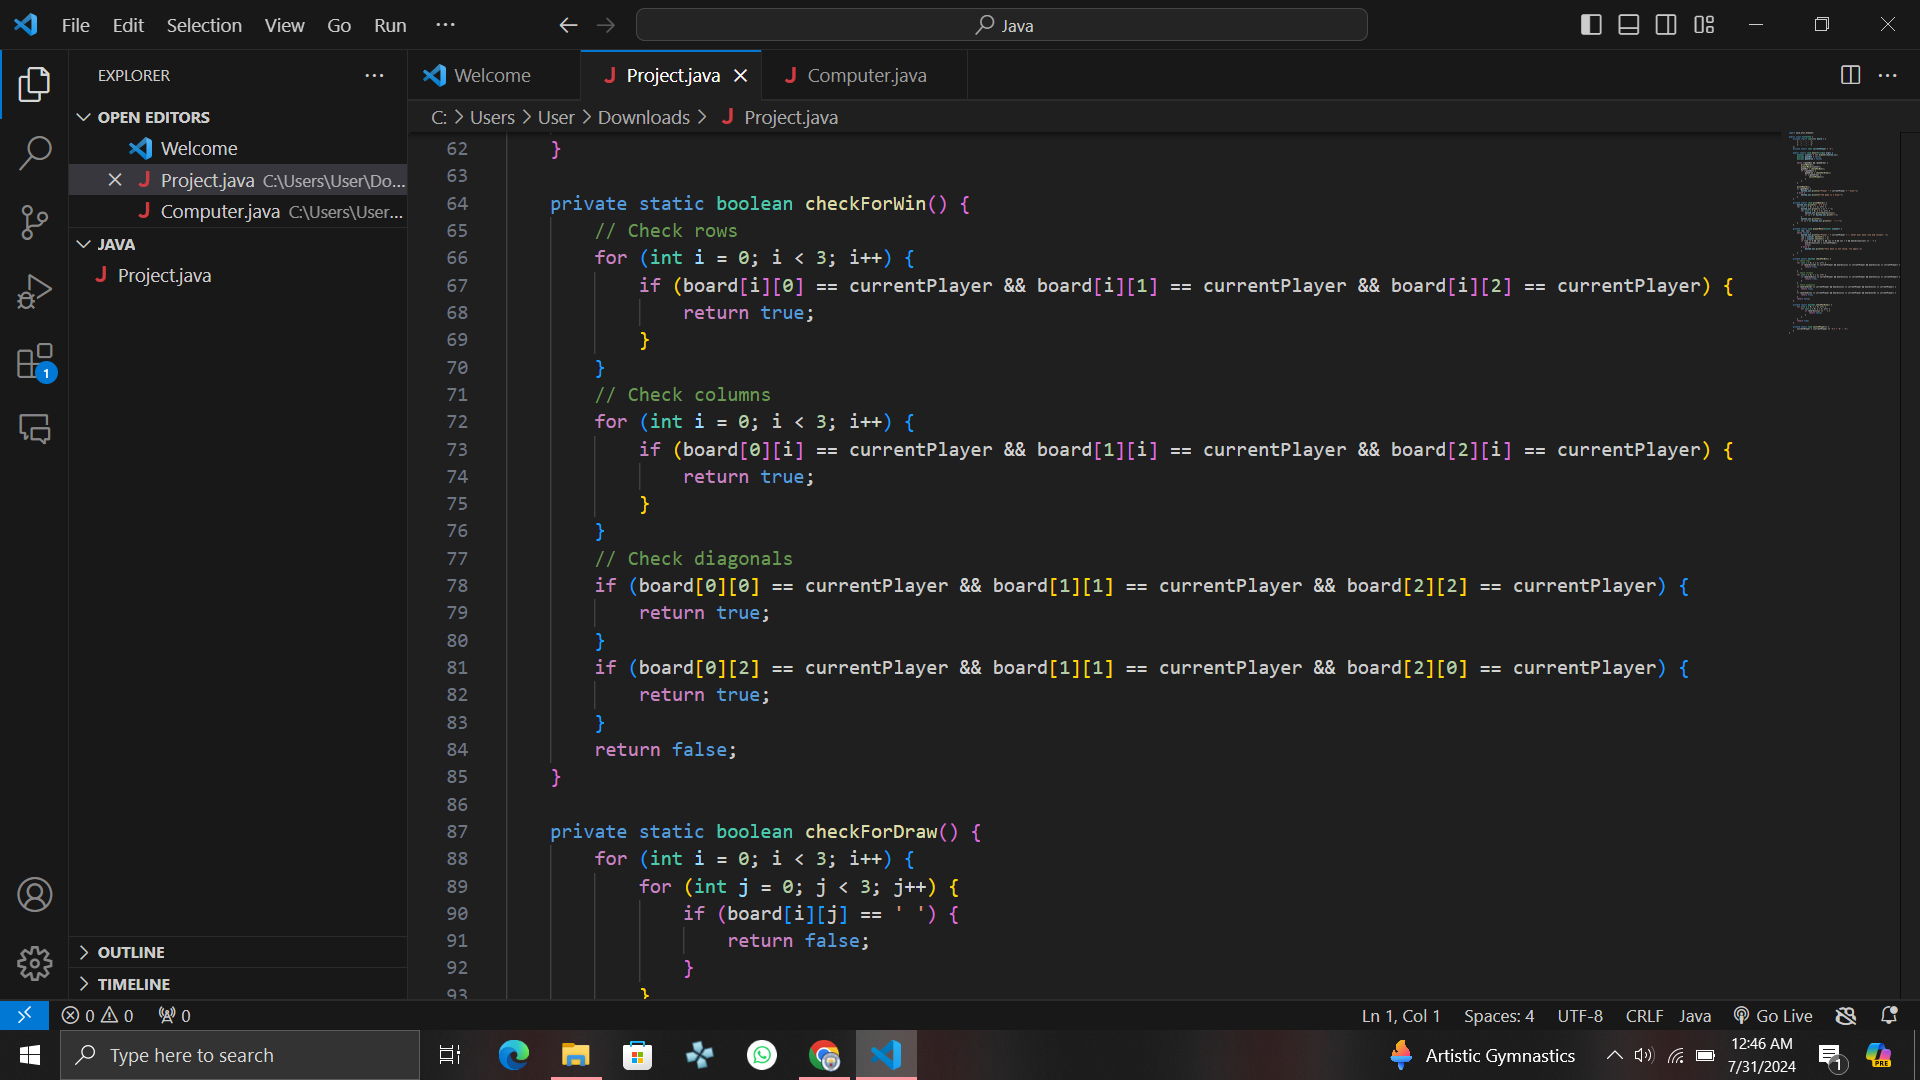 File Edit Selection View Go Run ··· Java
EXPLORER ···
OPEN EDITORS
Welcome
Project.java C:\Users\User\Do...
Computer.java C:\Users\User...
JAVA
Project.java
OUTLINE
TIMELINE
Welcome Project.java Computer.java ···
C: > Users > User > Downloads > Project.java
62 }
63
64 private static boolean checkForWin() {
65 // Check rows
66 for (int i = 0; i < 3; i++) {
67 if (board[i][0] == currentPlayer && board[i][1] == currentPlayer && board[i][2] == currentPlayer) {
68 return true;
69 }
70 }
71 // Check columns
72 for (int i = 0; i < 3; i++) {
73 if (board[0][i] == currentPlayer && board[1][i] == currentPlayer && board[2][i] == currentPlayer) {
74 return true;
75 }
76 }
77 // Check diagonals
78 if (board[0][0] == currentPlayer && board[1][1] == currentPlayer && board[2][2] == currentPlayer) {
79 return true;
80 }
81 if (board[0][2] == currentPlayer && board[1][1] == currentPlayer && board[2][0] == currentPlayer) {
82 return true;
83 }
84 return false;
85 }
86
87 private static boolean checkForDraw() {
88 for (int i = 0; i < 3; i++) {
89 for (int j = 0; j < 3; j++) {
90 if (board[i][j] == ' ') {
91 return false;
92 }
93 }
1
0 0 0 Ln 1, Col 1 Spaces: 4 UTF-8 CRLF Java Go Live
Type here to search Artistic Gymnastics 12:46 AM
7/31/2024
1
PRE